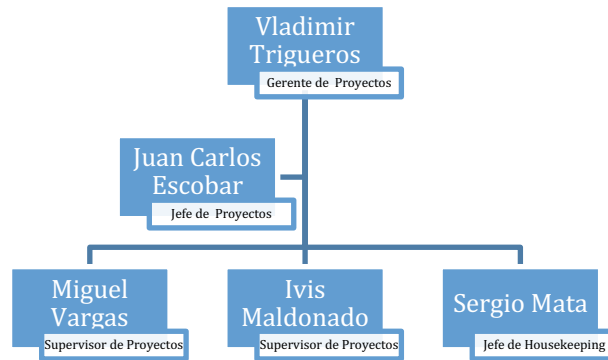 Vladimir
Trigueros
Gerente de Proyectos
Juan Carlos
Escobar
Jefe de Proyectos
Miguel
Vargas
Supervisor de Proyectos
Ivis
Maldonado
Supervisor de Proyectos
Sergio Mata
Jefe de Housekeeping